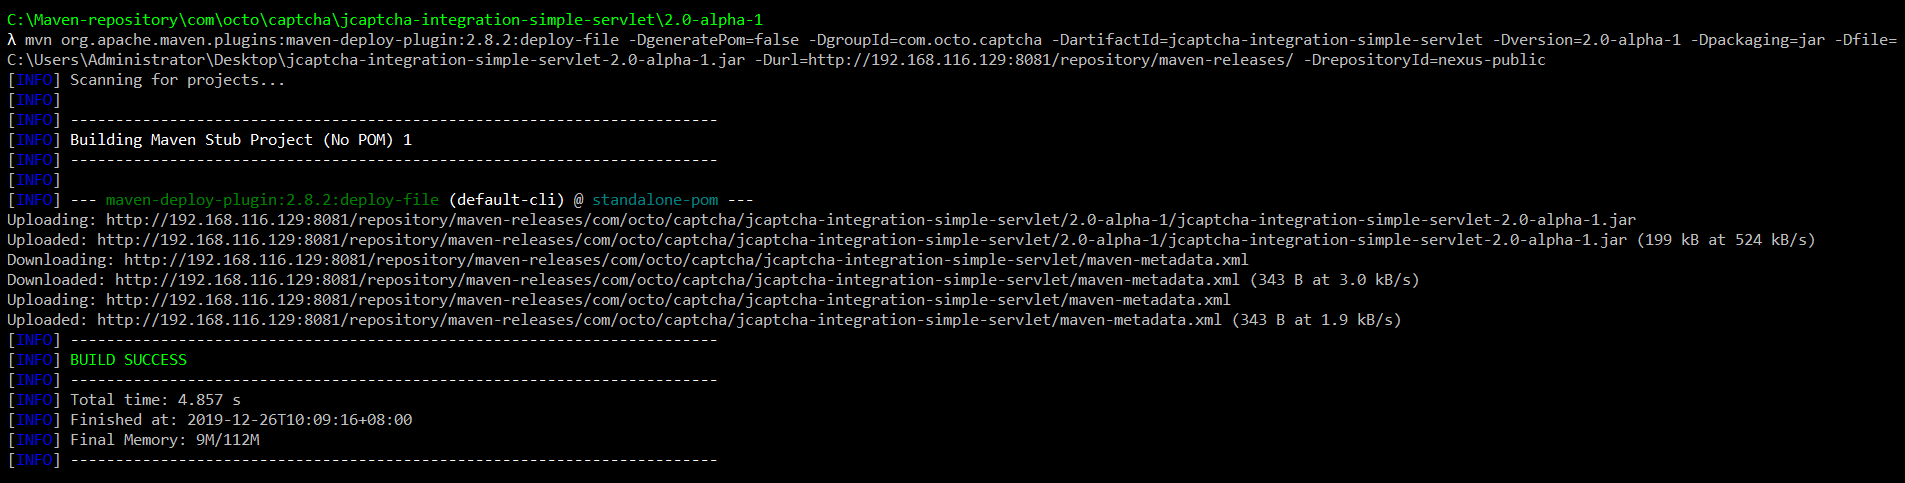 C:\Maven-repository\com\octo\captcha\jcaptcha-integration-simple-servlet\2.0-alpha-1
λ mvn org.apache.maven.plugins:maven-deploy-plugin:2.8.2:deploy-file -DgeneratePom=false -DgroupId=com.octo.captcha -DartifactId=jcaptcha-integration-simple-servlet -Dversion=2.0-alpha-1 -Dpackaging=jar -Dfile=
C:\Users\Administrator\Desktop\jcaptcha-integration-simple-servlet-2.0-alpha-1.jar -Durl=http://192.168.116.129:8081/repository/maven-releases/ -DrepositoryId=nexus-public
[INFO] Scanning for projects...
[INFO]
[INFO] ------------------------------------------------------------------------
[INFO] Building Maven Stub Project (No POM) 1
[INFO] ------------------------------------------------------------------------
[INFO]
[INFO] --- maven-deploy-plugin:2.8.2:deploy-file (default-cli) @ standalone-pom ---
Uploading: http://192.168.116.129:8081/repository/maven-releases/com/octo/captcha/jcaptcha-integration-simple-servlet/2.0-alpha-1/jcaptcha-integration-simple-servlet-2.0-alpha-1.jar
Uploaded: http://192.168.116.129:8081/repository/maven-releases/com/octo/captcha/jcaptcha-integration-simple-servlet/2.0-alpha-1/jcaptcha-integration-simple-servlet-2.0-alpha-1.jar (199 kB at 524 kB/s)
Downloading: http://192.168.116.129:8081/repository/maven-releases/com/octo/captcha/jcaptcha-integration-simple-servlet/maven-metadata.xml
Downloaded: http://192.168.116.129:8081/repository/maven-releases/com/octo/captcha/jcaptcha-integration-simple-servlet/maven-metadata.xml (343 B at 3.0 kB/s)
Uploading: http://192.168.116.129:8081/repository/maven-releases/com/octo/captcha/jcaptcha-integration-simple-servlet/maven-metadata.xml
Uploaded: http://192.168.116.129:8081/repository/maven-releases/com/octo/captcha/jcaptcha-integration-simple-servlet/maven-metadata.xml (343 B at 1.9 kB/s)
[INFO] ------------------------------------------------------------------------
[INFO] BUILD SUCCESS
[INFO] ------------------------------------------------------------------------
[INFO] Total time: 4.857 s
[INFO] Finished at: 2019-12-26T10:09:16+08:00
[INFO] Final Memory: 9M/112M
[INFO] ------------------------------------------------------------------------